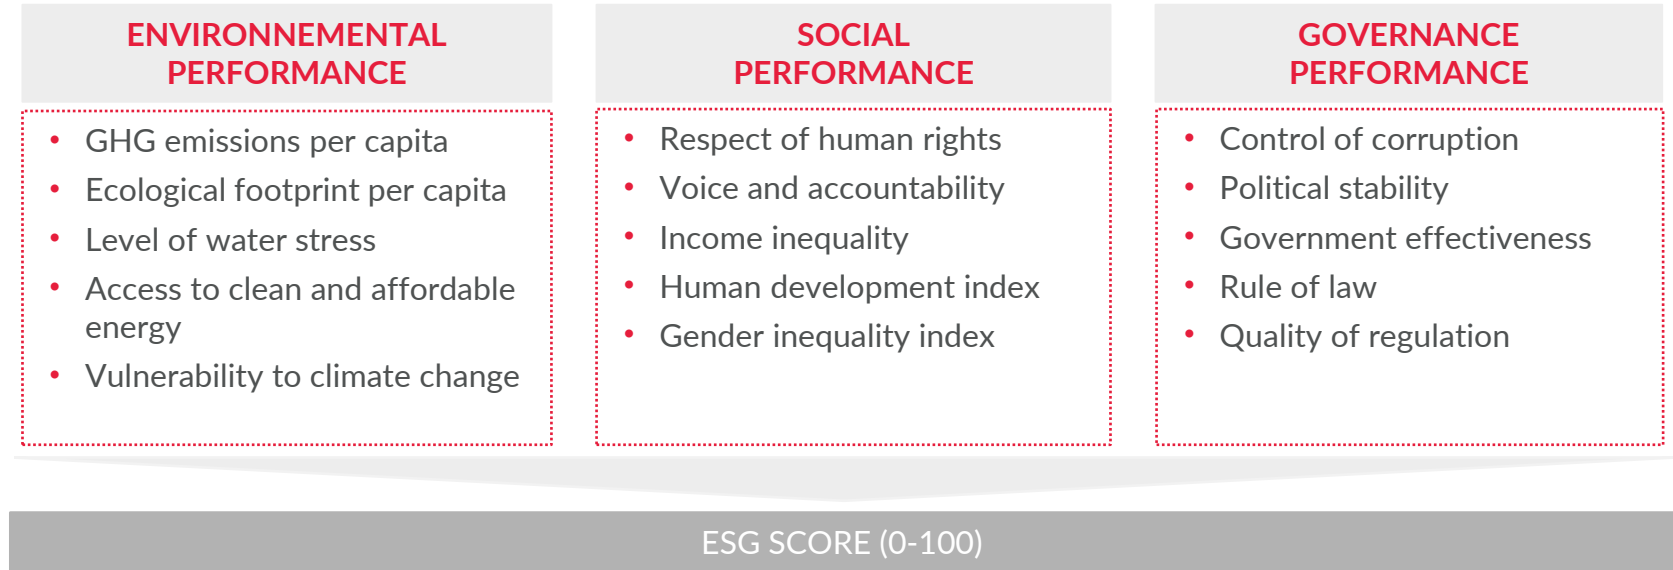 ENVIRONNEMENTAL
PERFORMANCE
• GHG emissions per capita
• Ecological footprint per capita
• Level of water stress
• Access to clean and affordable
energy
• Vulnerability to climate change
SOCIAL
PERFORMANCE
• Respect of human rights
• Voice and accountability
• Income inequality
• Human development index
• Gender inequality index
GOVERNANCE
PERFORMANCE
• Control of corruption
• Political stability
• Government effectiveness
• Rule of law
• Quality of regulation
ESG SCORE (0-100)